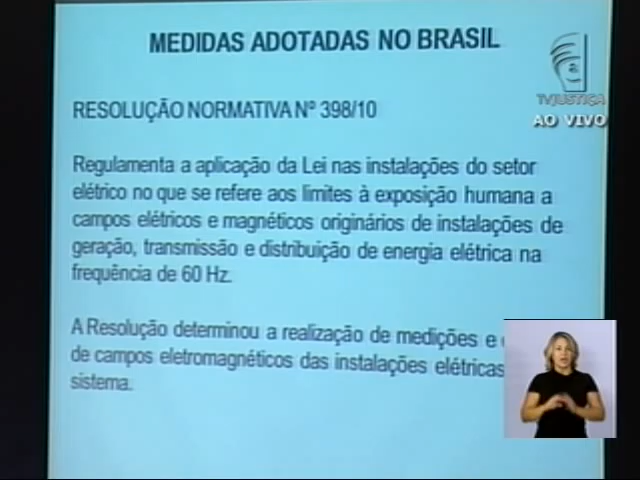 MEDIDAS ADOTADAS NO BRASIL
TVJUSTIÇA
AO VIVO
RESOLUÇÃO NORMATIVA Nº 398/10
Regulamenta a aplicação da Lei nas instalações do setor
elétrico no que se refere aos limites à exposição humana a
campos elétricos e magnéticos originários de instalações de
geração, transmissão e distribuição de energia elétrica na
frequência de 60 Hz.
A Resolução determinou a realização de medições e
de campos eletromagnéticos das instalações elétricas
sistema.